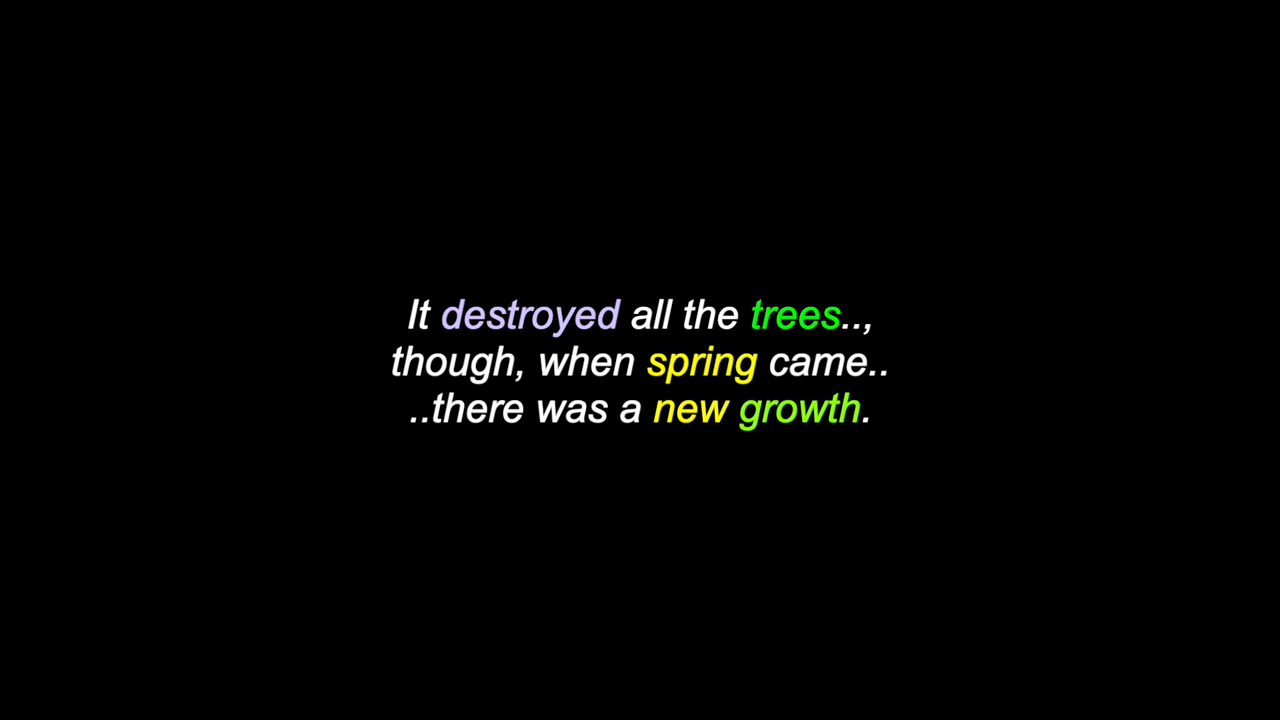 It destroyed all the trees..,
though, when spring came..
..there was a new growth.